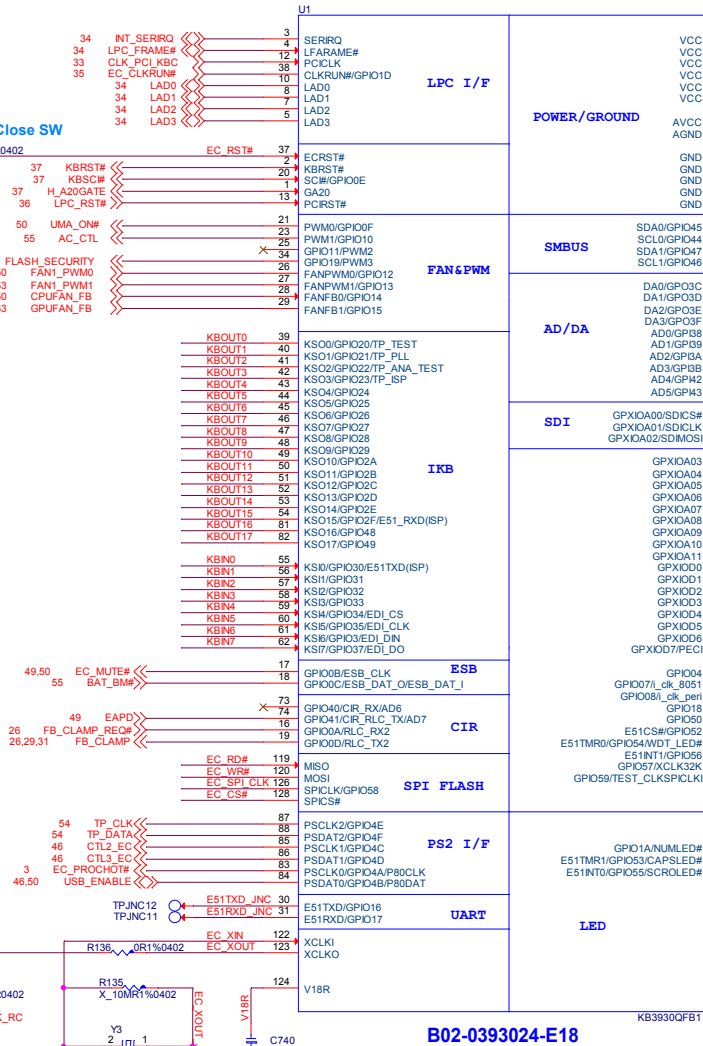 U1
34 INT_SERIRQ 3 SERIRQ VCC
34 LPC_FRAME# 4 LFARAME# VCC
33 CLK_PCI_KBC 12 PCICLK VCC
35 EC_CLKRUN# 38 CLKRUN#/GPIO1D VCC
34 LAD0 10 LAD0 VCC
34 LAD1 8 LAD1
34 LAD2 7 LAD2
34 LAD3 5 LAD3
LPC I/F
POWER/GROUND
AVCC
AGND
Close SW
0402 EC_RST# 37 ECRST# GND
37 KBRST# 2 KBRST# GND
37 KBSCI# 20 SCI#/GPIO0E GND
37 H_A20GATE 1 GA20 GND
36 LPC_RST# 13 PCIRST# GND
50 UMA_ON# 21 PWM0/GPIO0F SDA0/GPIO45
55 AC_CTL 23 PWM1/GPIO10 SCL0/GPIO44
25 GPIO11/PWM2 SDA1/GPIO47
FLASH_SECURITY 34 GPIO19/PWM3 SCL1/GPIO46
SMBUS
FAN1_PWM0 26 FANPWM0/GPIO12
FAN1_PWM1 27 FANPWM1/GPIO13
CPUFAN_FB 28 FANFB0/GPIO14
GPUFAN_FB 29 FANFB1/GPIO15
FAN&PWM
DA0/GPO3C
DA1/GPO3D
DA2/GPO3E
DA3/GPO3F
AD0/GPI38
AD1/GPI39
AD2/GPI3A
AD3/GPI3B
AD4/GPI42
AD5/GPI43
AD/DA
KBOUT0 39 KSO0/GPIO20/TP_TEST
KBOUT1 40 KSO1/GPIO21/TP_PLL
KBOUT2 41 KSO2/GPIO22/TP_ANA_TEST
KBOUT3 42 KSO3/GPIO23/TP_ISP
KBOUT4 43 KSO4/GPIO24
KBOUT5 44 KSO5/GPIO25
KBOUT6 45 KSO6/GPIO26
KBOUT7 46 KSO7/GPIO27
KBOUT8 47 KSO8/GPIO28
KBOUT9 48 KSO9/GPIO29
KBOUT10 49 KSO10/GPIO2A
KBOUT11 50 KSO11/GPIO2B
KBOUT12 51 KSO12/GPIO2C
KBOUT13 52 KSO13/GPIO2D
KBOUT14 53 KSO14/GPIO2E
KBOUT15 54 KSO15/GPIO2F/E51_RXD(ISP)
KBOUT16 81 KSO16/GPIO48
KBOUT17 82 KSO17/GPIO49
IKB
SDI
GPXIOA00/SDICS#
GPXIOA01/SDICLK
GPXIOA02/SDIMOSI
GPXIOA03
GPXIOA04
GPXIOA05
GPXIOA06
GPXIOA07
GPXIOA08
GPXIOA09
GPXIOA10
GPXIOA11
GPXIOD0
GPXIOD1
GPXIOD2
GPXIOD3
GPXIOD4
GPXIOD5
GPXIOD6
GPXIOD7/PECI
KBIN0 55 KSI0/GPIO30/E51TXD(ISP)
KBIN1 56 KSI1/GPIO31
KBIN2 57 KSI2/GPIO32
KBIN3 58 KSI3/GPIO33
KBIN4 59 KSI4/GPIO34/EDI_CS
KBIN5 60 KSI5/GPIO35/EDI_CLK
KBIN6 61 KSI6/GPIO3/EDI_DIN
KBIN7 62 KSI7/GPIO37/EDI_DO
49,50 EC_MUTE# 17 GPIO00B/ESB_CLK
55 BAT_BM# 18 GPIO0C/ESB_DAT_O/ESB_DAT_I
ESB
73 GPIO40/CIR_RX/AD6
49 EAPD 74 GPIO41/CIR_RLC_TX/AD7
26 FB_CLAMP_REQ# 16 GPIO0A/RLC_RX2
26,29,31 FB_CLAMP 19 GPIO0D/RLC_TX2
CIR
GPIO04
GPIO07/i_clk_8051
GPIO08/i_clk_peri
GPIO18
GPIO50
E51CS#/GPIO52
E51TMR0/GPIO54/WDT_LED#
E51INT1/GPIO56
GPIO57/XCLK32K
GPIO59/TEST_CLKSPICLKI
EC_RD# 119 MISO
EC_WR# 120 MOSI
EC_SPI_CLK 126 SPICLK/GPIO58
EC_CS# 128 SPICS#
SPI FLASH
54 TP_CLK 87 PSCLK2/GPIO4E
54 TP_DATA 88 PSDAT2/GPIO4F
46 CTL2_EC 85 PSCLK1/GPIO4C
46 CTL3_EC 86 PSDAT1/GPIO4D
3 EC_PROCHOT# 83 PSCLK0/GPIO4A/P80CLK
46,50 USB_ENABLE 84 PSDAT0/GPIO4B/P80DAT
PS2 I/F
GPIO1A/NUMLED#
E51TMR1/GPIO53/CAPSLED#
E51INT0/GPIO55/SCROLED#
TPJNC12 E51TXD_JNC 30 E51TXD/GPIO16
TPJNC11 E51RXD_JNC 31 E51RXD/GPIO17
UART
LED
EC_XIN 122 XCLKI
R136 0R1%0402 EC_XOUT 123 XCLKO
R135
X_10MR1%0402
124 V18R
0402
EC_XOUT
V18R
K_RC
Y3
2 1
C740
KB3930QFB1
B02-0393024-E18